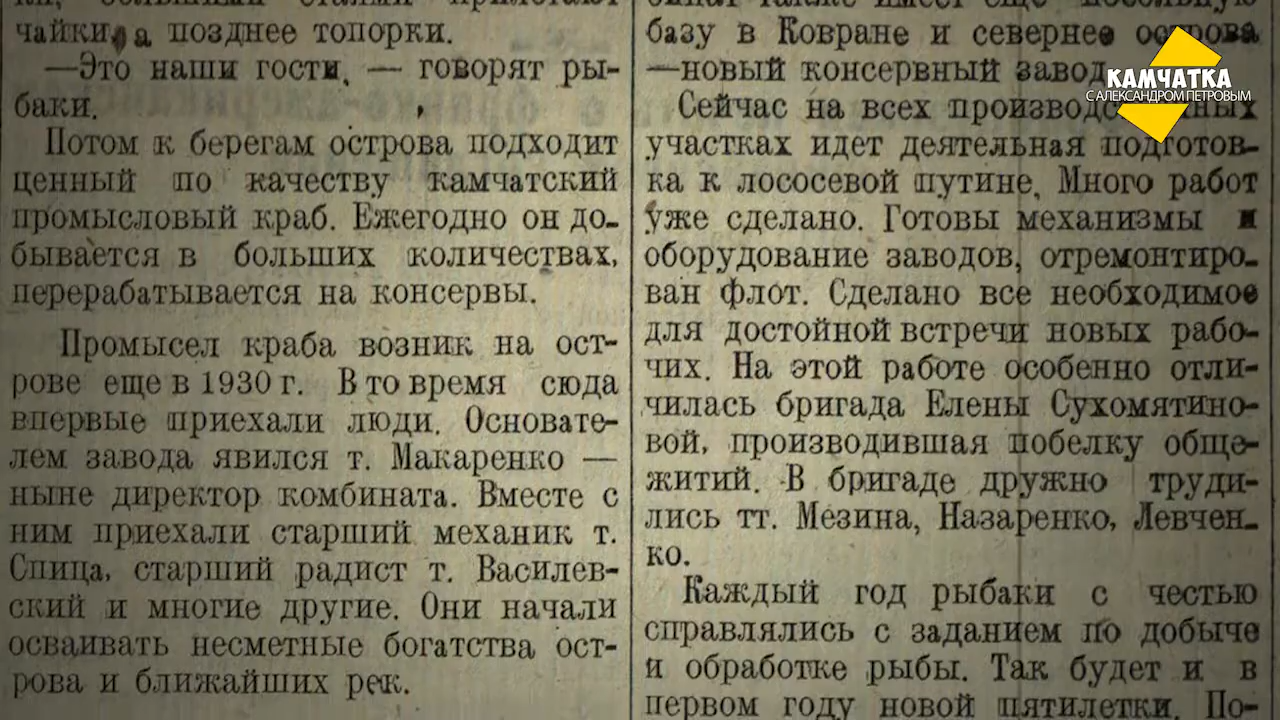 чайки, а позднее топорки.
—Это наши гости, — говорят ры-
баки.
Потом к берегам острова подходит
ценный по качеству камчатский
промысловый краб. Ежегодно он до-
бывается в больших количествах,
перерабатывается на консервы.
Промысел краба возник на ост-
рове еще в 1930 г. В то время сюда
впервые приехали люди. Основате-
лем завода явился т. Макаренко —
ныне директор комбината. Вместе с
ним приехали старший механик т.
Спица, старший радист т. Василев-
ский и многие другие. Они начали
осваивать несметные богатства ост-
рова и ближайших рек.
базу в Ковране и севернее острова
—новый консервный завод.
Сейчас на всех производственных
участках идет деятельная подготов-
ка к лососевой путине. Много работ
уже сделано. Готовы механизмы и
оборудование заводов, отремонтиро-
ван флот. Сделано все необходимое
для достойной встречи новых рабо-
чих. На этой работе особенно отли-
чилась бригада Елены Сухомятино-
вой, производившая побелку обще-
житий. В бригаде дружно труди-
лись тт. Мезина, Назаренко, Левчен-
ко.
Каждый год рыбаки с честью
справлялись с заданием по добыче
и обработке рыбы. Так будет и в
первом году новой пятилетки. По-
КАМЧАТКА
С АЛЕКСАНДРОМ ПЕТРОВЫМ